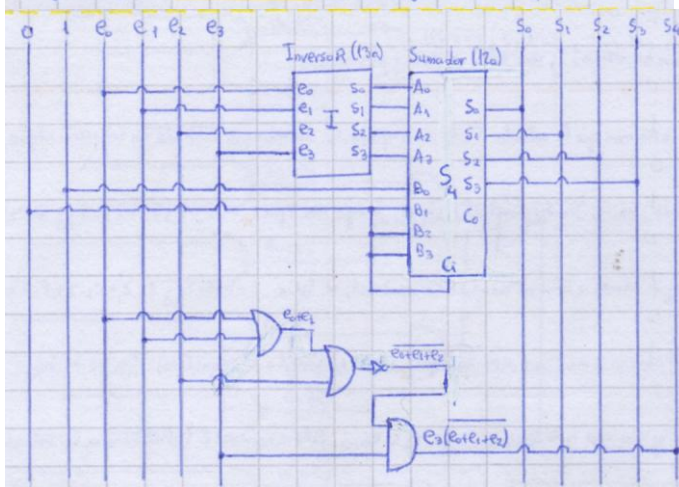 0 1 e0 e1 e2 e3 S0 S1 S2 S3 S4
Inversor (13a) Sumador (12a)
e0 S0 A0
e1 I S1 A1 S0
e2 S2 A2 S1
e3 S3 A3 S2
S4 S3
B0
B1 C0
B2
B3
Ci
e0+e1
e0+e1+e2
e3(e0+e1+e2)